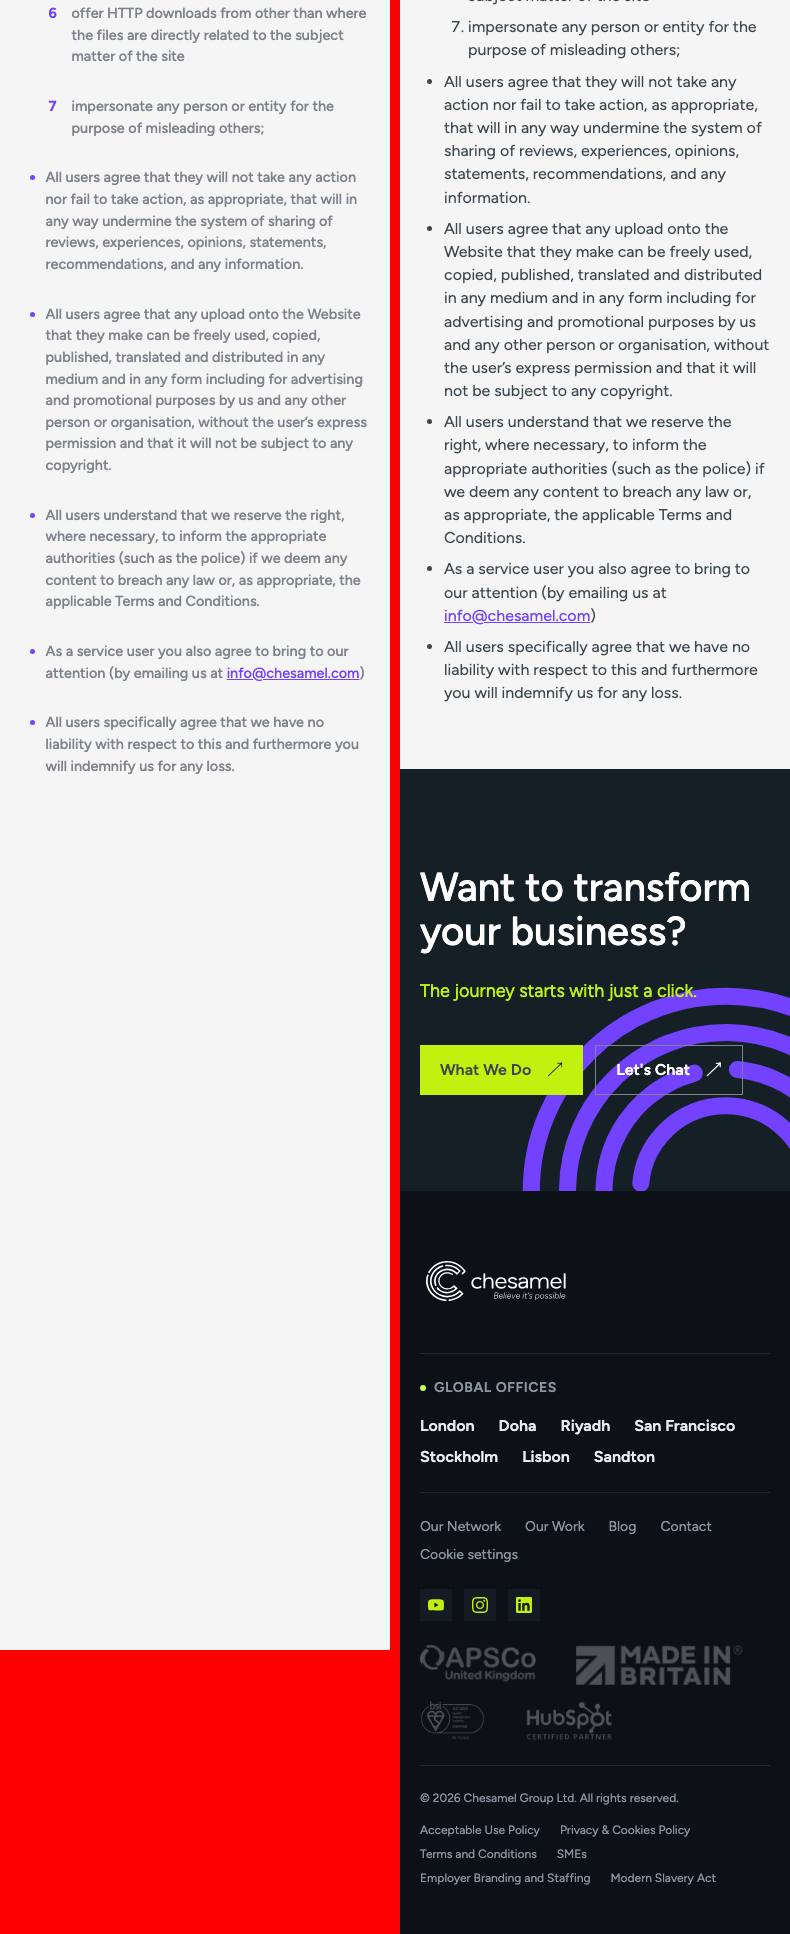 6 offer HTTP downloads from other than where
the files are directly related to the subject
matter of the site
7 impersonate any person or entity for the
purpose of misleading others;
• All users agree that they will not take any action
nor fail to take action, as appropriate, that will in
any way undermine the system of sharing of
reviews, experiences, opinions, statements,
recommendations, and any information.
• All users agree that any upload onto the Website
that they make can be freely used, copied,
published, translated and distributed in any
medium and in any form including for advertising
and promotional purposes by us and any other
person or organisation, without the user’s express
permission and that it will not be subject to any
copyright.
• All users understand that we reserve the right,
where necessary, to inform the appropriate
authorities (such as the police) if we deem any
content to breach any law or, as appropriate, the
applicable Terms and Conditions.
• As a service user you also agree to bring to our
attention (by emailing us at info@chesamel.com)
• All users specifically agree that we have no
liability with respect to this and furthermore you
will indemnify us for any loss.
7. impersonate any person or entity for the
purpose of misleading others;
• All users agree that they will not take any
action nor fail to take action, as appropriate,
that will in any way undermine the system of
sharing of reviews, experiences, opinions,
statements, recommendations, and any
information.
• All users agree that any upload onto the
Website that they make can be freely used,
copied, published, translated and distributed
in any medium and in any form including for
advertising and promotional purposes by us
and any other person or organisation, without
the user’s express permission and that it will
not be subject to any copyright.
• All users understand that we reserve the
right, where necessary, to inform the
appropriate authorities (such as the police) if
we deem any content to breach any law or,
as appropriate, the applicable Terms and
Conditions.
• As a service user you also agree to bring to
our attention (by emailing us at
info@chesamel.com)
• All users specifically agree that we have no
liability with respect to this and furthermore
you will indemnify us for any loss.
Want to transform
your business?
The journey starts with just a click.
What We Do Let's Chat
chesamel
Believe it's possible
GLOBAL OFFICES
London Doha Riyadh San Francisco
Stockholm Lisbon Sandton
Our Network Our Work Blog Contact
Cookie settings
APSCo
United Kingdom
MADE IN
BRITAIN®
bsi
HubSpot
CERTIFIED PARTNER
© 2026 Chesamel Group Ltd. All rights reserved.
Acceptable Use Policy Privacy & Cookies Policy
Terms and Conditions SMEs
Employer Branding and Staffing Modern Slavery Act